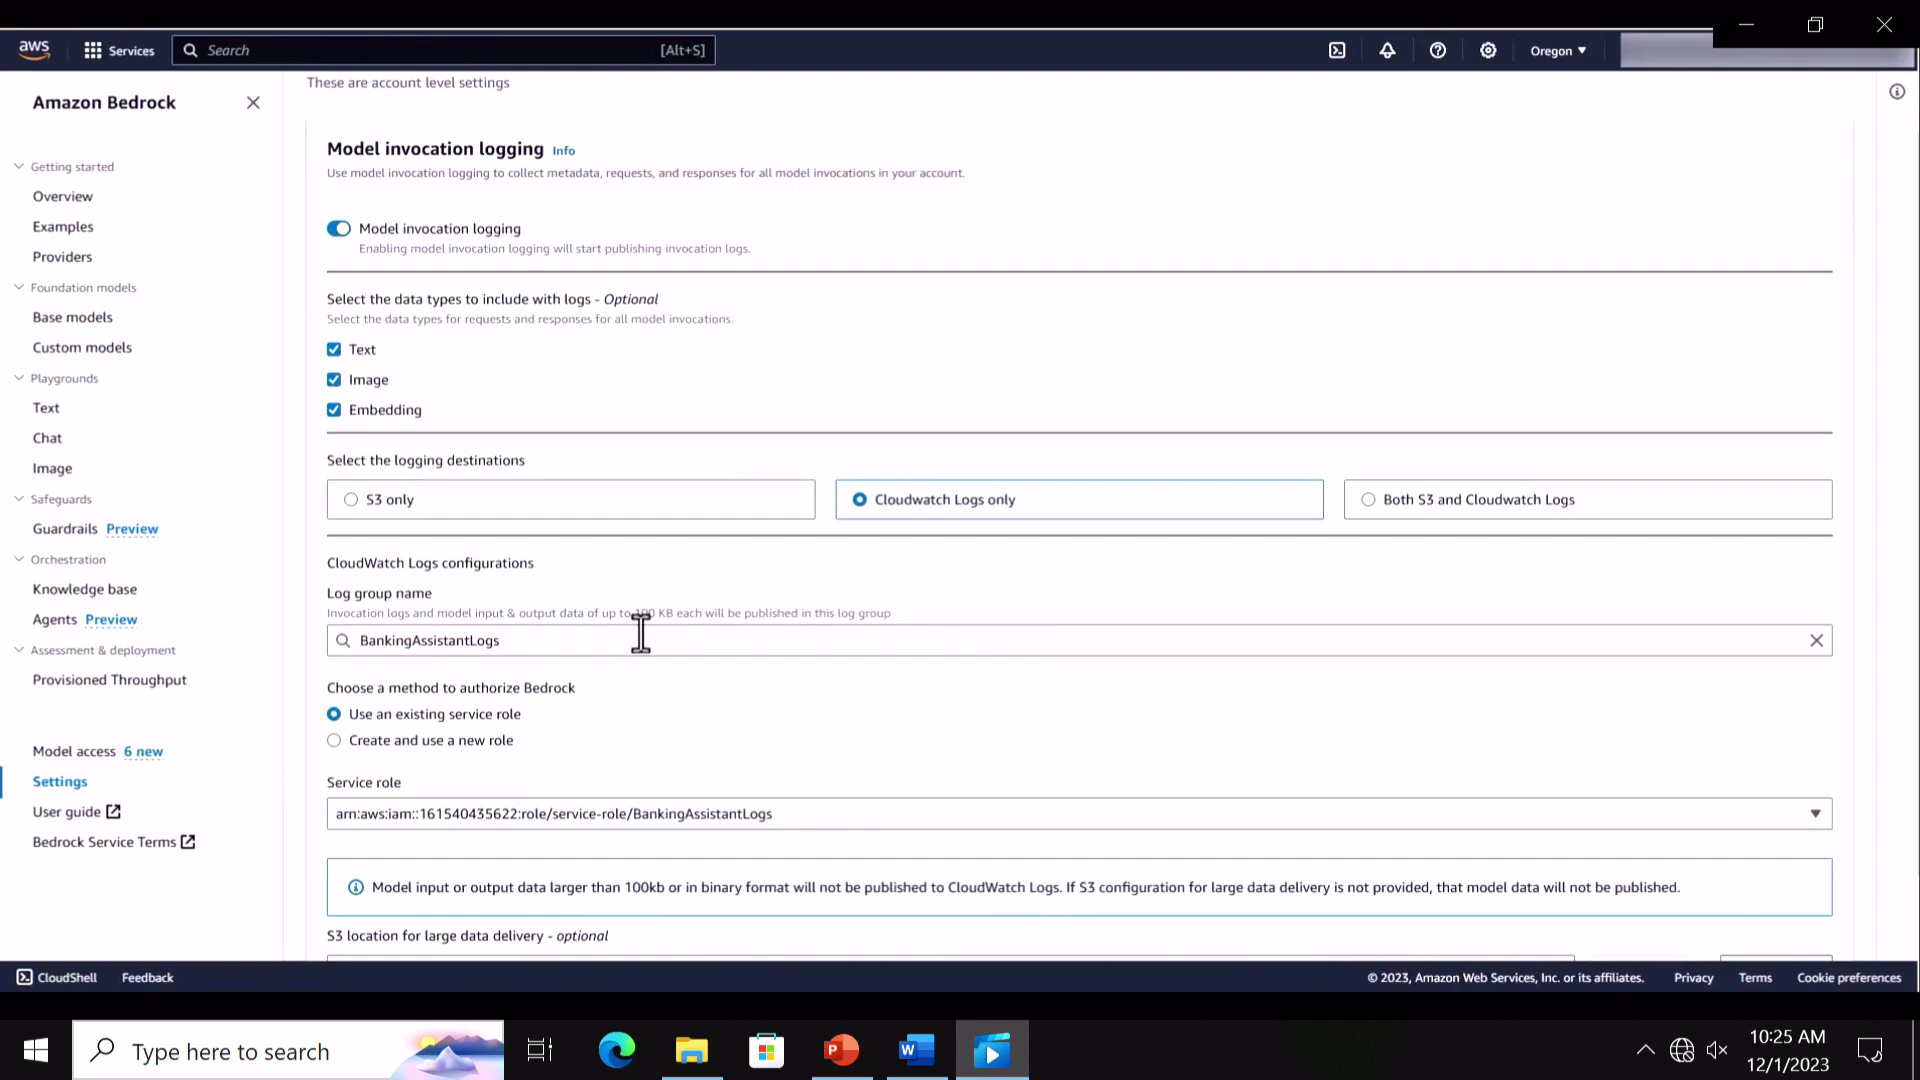 aws
Services
Search
[Alt+S]
Oregon
These are account level settings
Amazon Bedrock
Getting started
Overview
Examples
Providers
Foundation models
Base models
Custom models
Playgrounds
Text
Chat
Image
Safeguards
Guardrails Preview
Orchestration
Knowledge base
Agents Preview
Assessment & deployment
Provisioned Throughput
Model access 6 new
Settings
User guide
Bedrock Service Terms
Model invocation logging Info
Use model invocation logging to collect metadata, requests, and responses for all model invocations in your account.
Model invocation logging
Enabling model invocation logging will start publishing invocation logs.
Select the data types to include with logs - Optional
Select the data types for requests and responses for all model invocations.
Text
Image
Embedding
Select the logging destinations
S3 only
Cloudwatch Logs only
Both S3 and Cloudwatch Logs
CloudWatch Logs configurations
Log group name
Invocation logs and model input & output data of up to 100 KB each will be published in this log group
BankingAssistantLogs
Choose a method to authorize Bedrock
Use an existing service role
Create and use a new role
Service role
arn:aws:iam::161540435622:role/service-role/BankingAssistantLogs
Model input or output data larger than 100kb or in binary format will not be published to CloudWatch Logs. If S3 configuration for large data delivery is not provided, that model data will not be published.
S3 location for large data delivery - optional
CloudShell
Feedback
© 2023, Amazon Web Services, Inc. or its affiliates.
Privacy
Terms
Cookie preferences
Type here to search
P
W
10:25 AM
12/1/2023